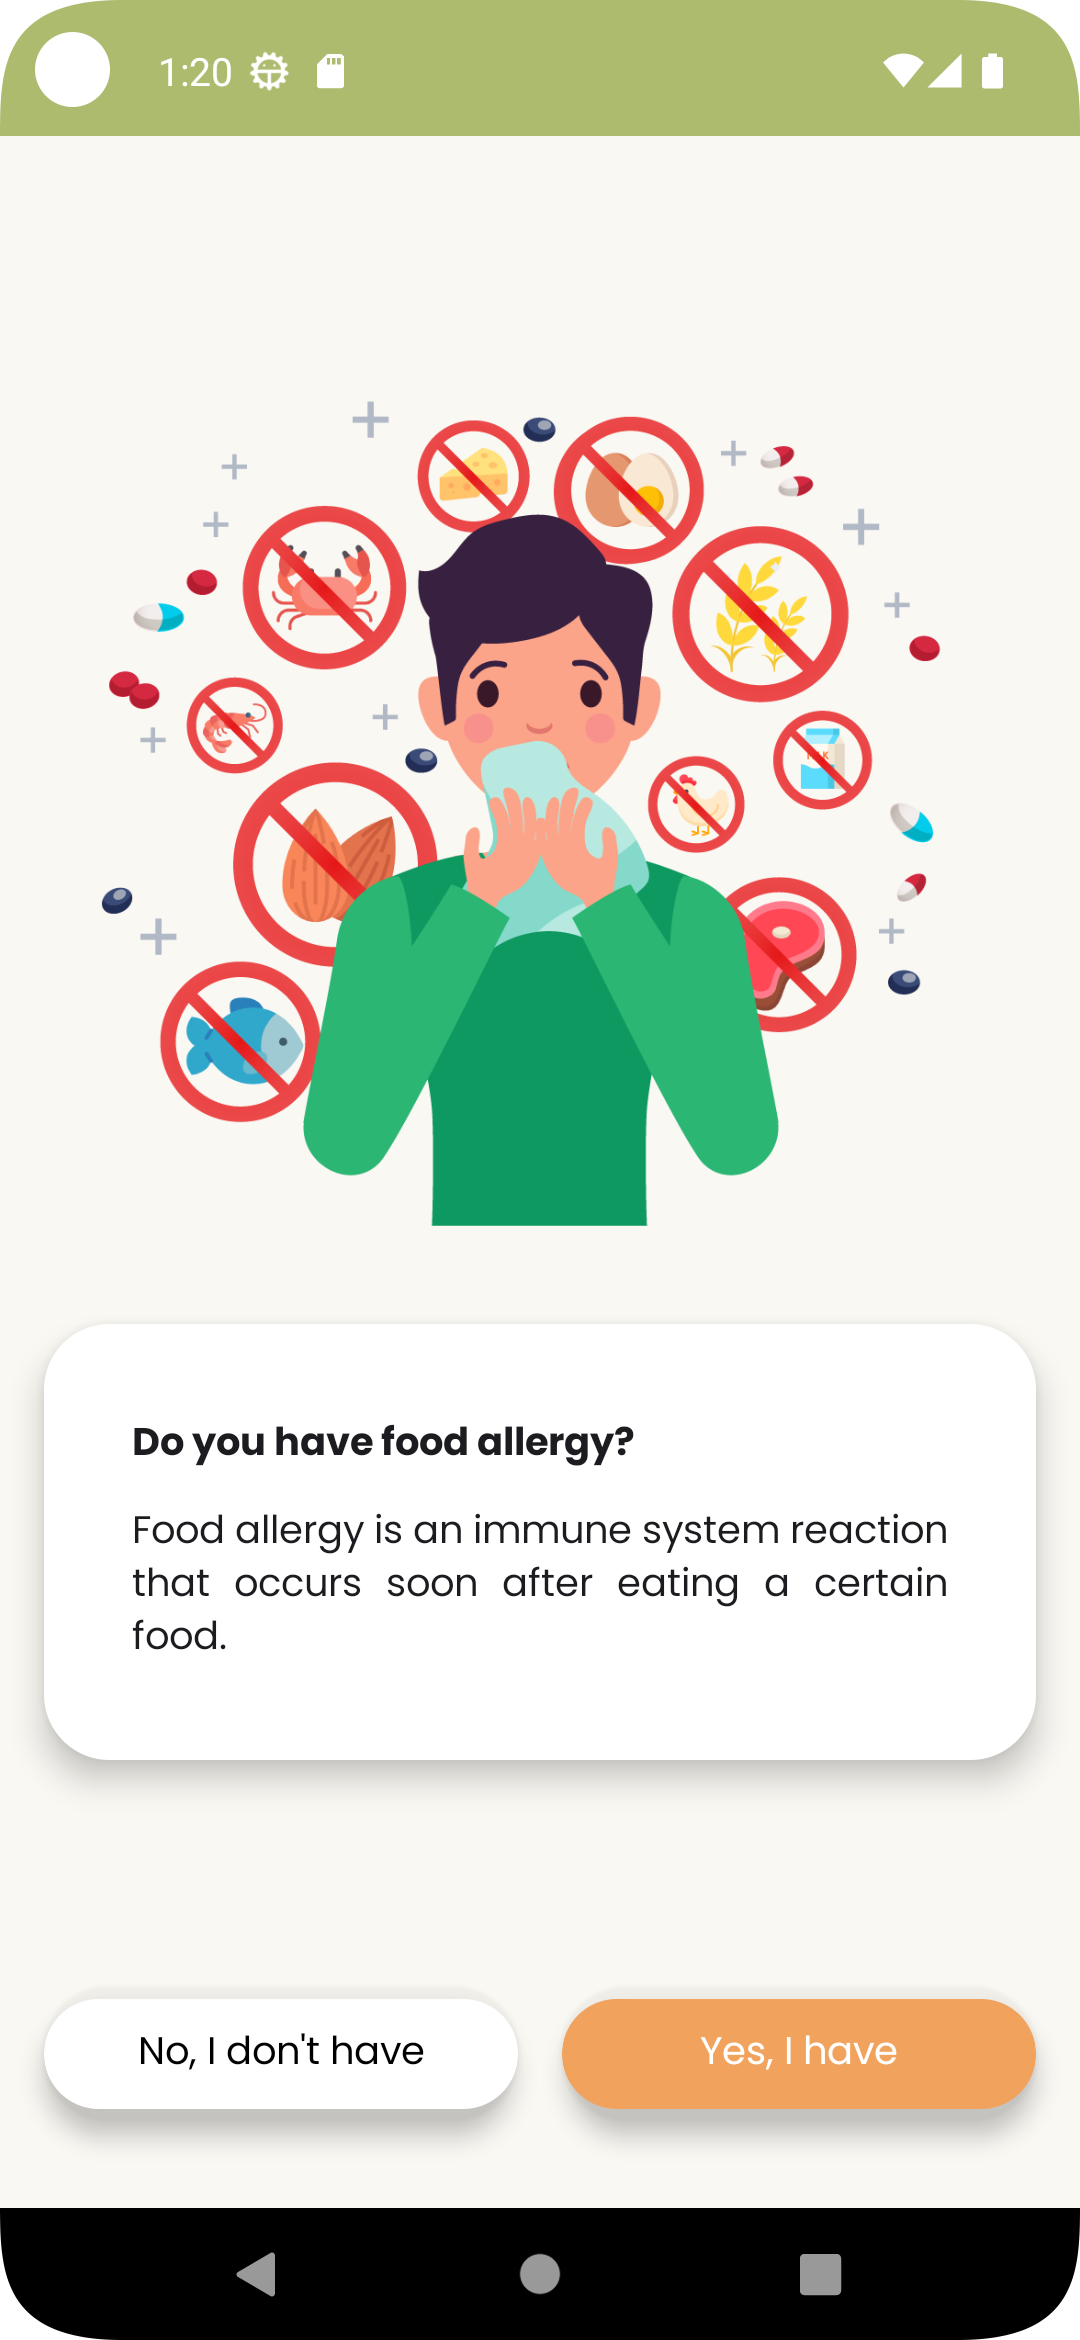 1:20
MILK
Do you have food allergy?
Food allergy is an immune system reaction
that occurs soon after eating a certain
food.
No, I don't have
Yes, I have